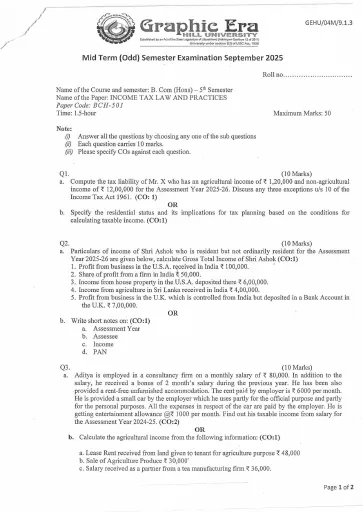 GEHU/04M/9.1.3
Graphic Era
HILL UNIVERSITY
Mid Term (Odd) Semester Examination September 2025
Roll no..............................
Name of the Course and semester: B. Com (Hons) – 5th Semester
Name of the Paper: INCOME TAX LAW AND PRACTICES
Paper Code: BCH-501
Time: 1.5-hour Maximum Marks: 50
Note:
(i) Answer all the questions by choosing any one of the sub questions
(ii) Each question carries 10 marks.
(iii) Please specify COs against each question.
Q1. (10 Marks)
a. Compute the tax liability of Mr. X who has an agricultural income of ₹ 1,20,000 and non-agricultural
income of ₹ 12,00,000 for the Assessment Year 2025-26. Discuss any three exceptions u/s 10 of the
Income Tax Act 1961. (CO: 1)
OR
b. Specify the residential status and its implications for tax planning based on the conditions for
calculating taxable income. (CO:1)
Q2. (10 Marks)
a. Particulars of income of Shri Ashok who is resident but not ordinarily resident for the Assessment
Year 2025-26 are given below, calculate Gross Total Income of Shri Ashok (CO:1)
1. Profit from business in the U.S.A. received in India ₹ 100,000.
2. Share of profit from a firm in India ₹ 50,000.
3. Income from house property in the U.S.A. deposited there ₹ 6,00,000.
4. Income from agriculture in Sri Lanka received in India ₹ 4,00,000.
5. Profit from business in the U.K. which is controlled from India but deposited in a Bank Account in
the U.K. ₹ 7,00,000.
OR
b. Write short notes on: (CO:1)
a. Assessment Year
b. Assessee
c. Income
d. PAN
Q3. (10 Marks)
a. Aditya is employed in a consultancy firm on a monthly salary of ₹ 80,000. In addition to the
salary, he received a bonus of 2 month's salary during the previous year. He has been also
provided a rent-free unfurnished accommodation. The rent paid by employer is ₹ 6000 per month.
He is provided a small car by the employer which he uses partly for the official purpose and partly
for the personal purposes. All the expenses in respect of the car are paid by the employer. He is
getting entertainment allowance @₹ 1000 per month. Find out his taxable income from salary for
the Assessment Year 2024-25. (CO:2)
OR
b. Calculate the agricultural income from the following information: (CO:1)
a. Lease Rent received from land given to tenant for agriculture purpose ₹ 48,000
b. Sale of Agriculture Produce ₹ 30,000
c. Salary received as a partner from a tea manufacturing firm ₹ 36,000.
Page 1 of 2